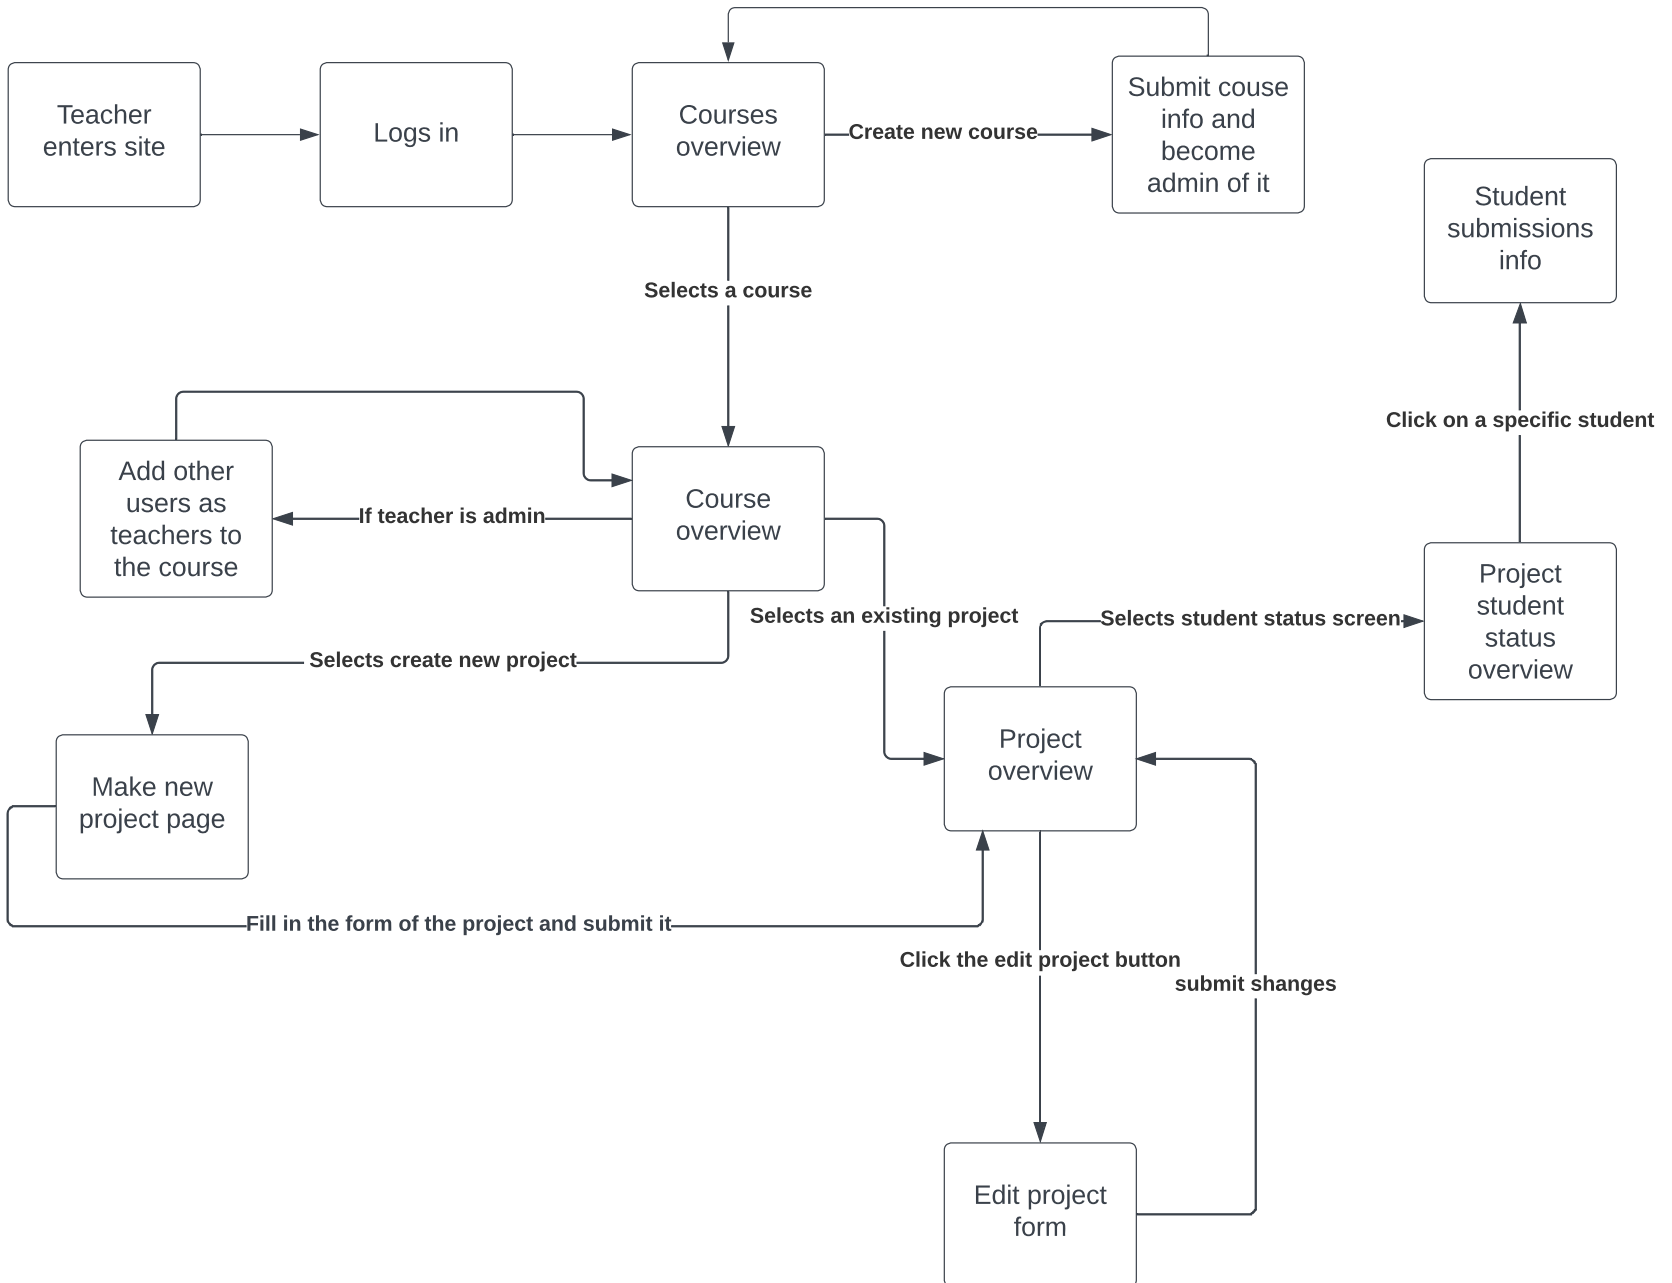 Teacher
enters site
Logs in
Courses
overview
Create new course
Submit couse
info and
become
admin of it
Student
submissions
info
Selects a course
Click on a specific student
Add other
users as
teachers to
the course
If teacher is admin
Course
overview
Selects an existing project
Selects student status screen
Project
student
status
overview
Selects create new project
Make new
project page
Project
overview
Fill in the form of the project and submit it
Click the edit project button
submit shanges
Edit project
form